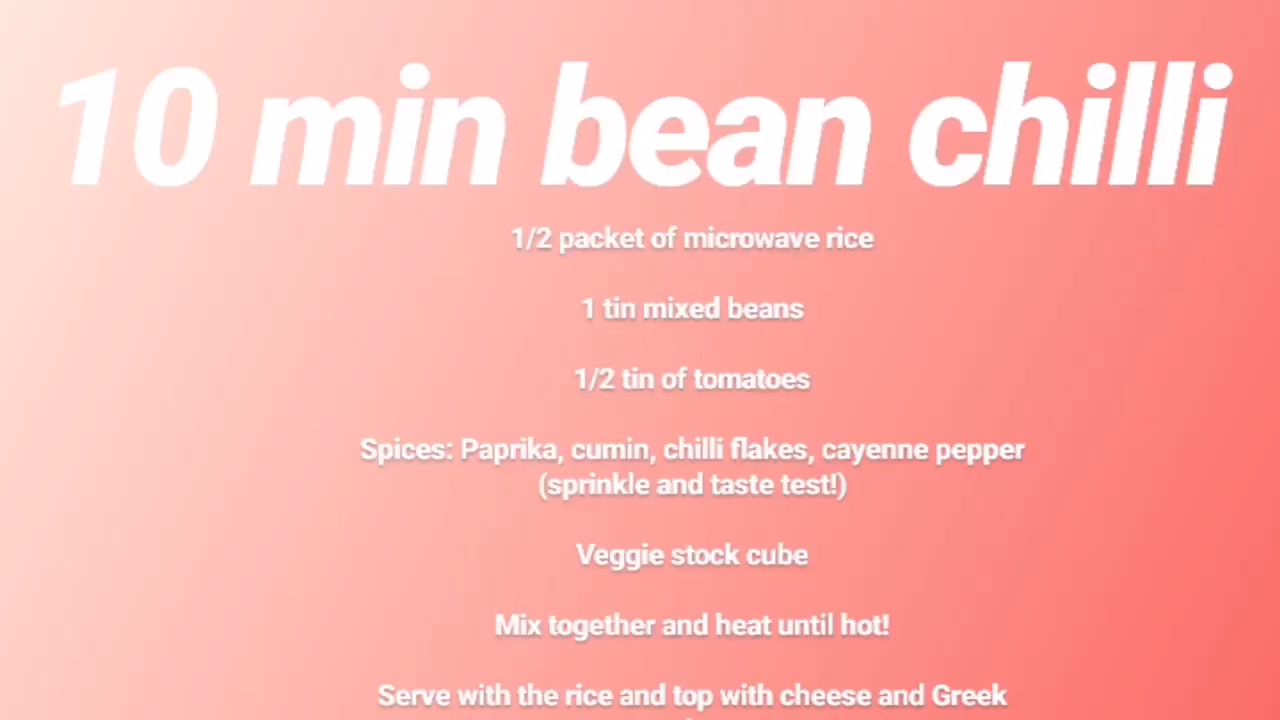 10 min bean chilli
1/2 packet of microwave rice
1 tin mixed beans
1/2 tin of tomatoes
Spices: Paprika, cumin, chilli flakes, cayenne pepper
(sprinkle and taste test!)
Veggie stock cube
Mix together and heat until hot!
Serve with the rice and top with cheese and Greek